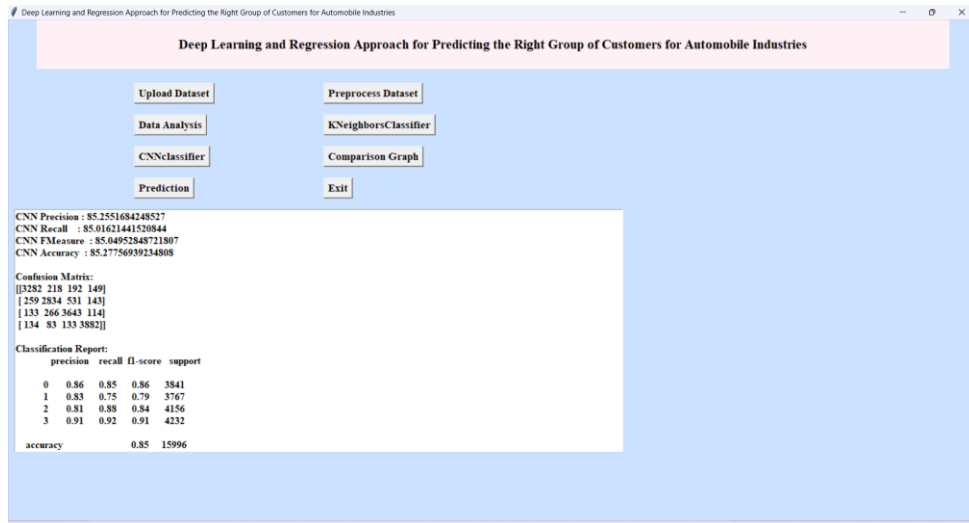 Deep Learning and Regression Approach for Predicting the Right Group of Customers for Automobile Industries
Deep Learning and Regression Approach for Predicting the Right Group of Customers for Automobile Industries
Upload Dataset Preprocess Dataset
Data Analysis KNeighborsClassifier
CNNclassifier Comparison Graph
Prediction Exit
CNN Precision : 85.2551684248527
CNN Recall : 85.01621441520844
CNN FMeasure : 85.04952848721807
CNN Accuracy : 85.27756939234808
Confusion Matrix:
[[3282 218 192 149]
[ 259 2834 531 143]
[ 133 266 3643 114]
[ 134 83 133 3882]]
Classification Report:
precision recall f1-score support
0 0.86 0.85 0.86 3841
1 0.83 0.75 0.79 3767
2 0.81 0.88 0.84 4156
3 0.91 0.92 0.91 4232
accuracy 0.85 15996